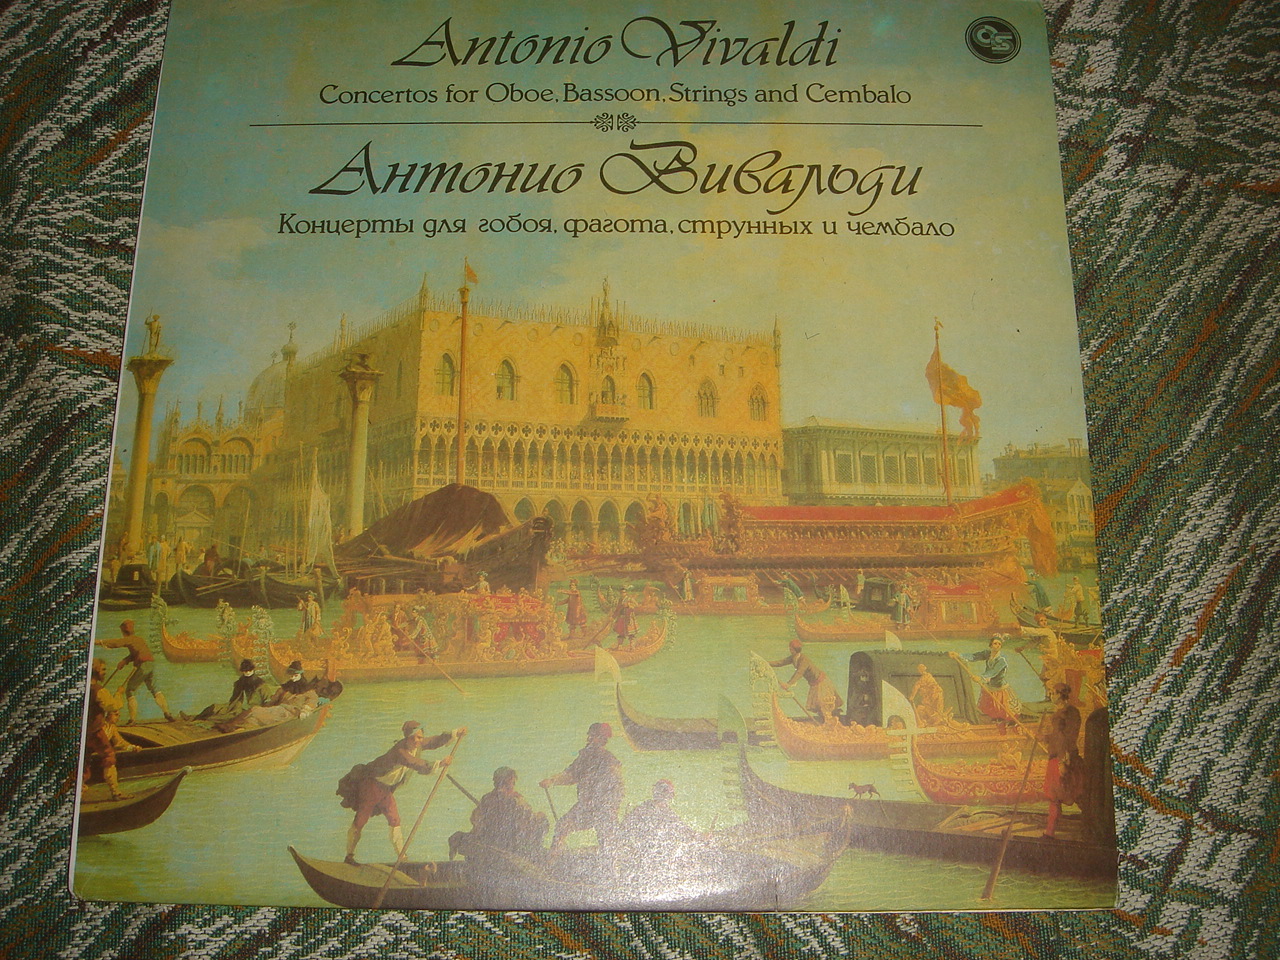 Antonio Vivaldi
Concertos for Oboe, Bassoon, Strings and Cembalo
Антонио Вивальди
Концерты для гобоя, фагота, струнных и чембало